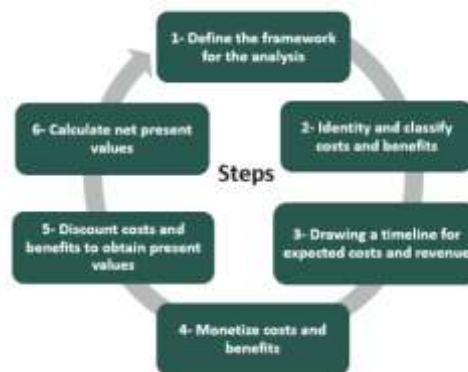 1- Define the framework
for the analysis
2- Identity and classify
costs and benefits
3- Drawing a timeline for
expected costs and revenue
4- Monetize costs and
benefits
5- Discount costs and
benefits to obtain present
values
6- Calculate net present
values
Steps